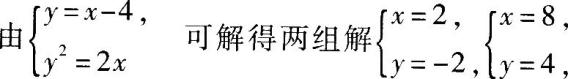 由{y=x-4, y²=2x 可解得两组解{x=2, y=-2,{x=8, y=4,